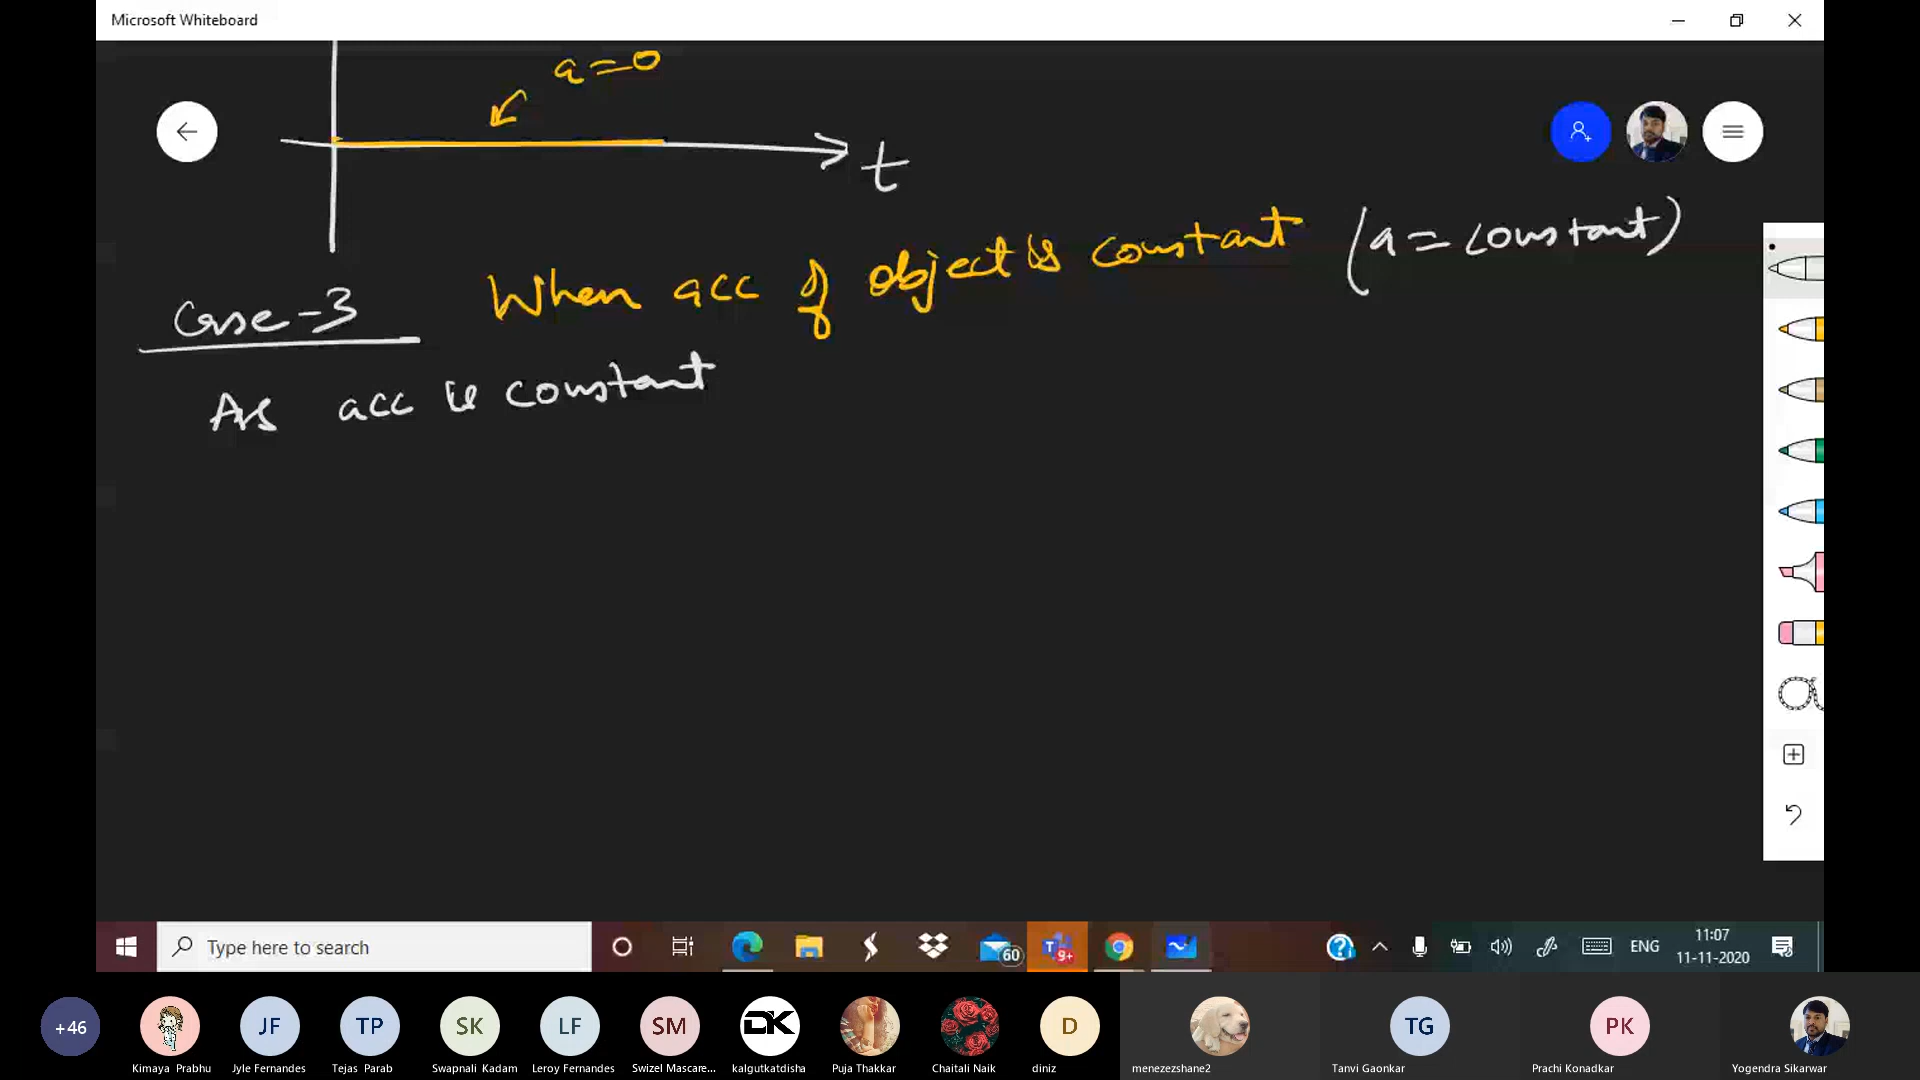 Microsoft Whiteboard
a=0
t
Case-3 When acc of object is constant (a = constant)
As acc is constant
Type here to search
60
9+
ENG
11:07
11-11-2020
+46
JF
TP
SK
LF
SM
DK
D
TG
PK
Kimaya Prabhu
Jyle Fernandes
Tejas Parab
Swapnali Kadam
Leroy Fernandes
Swizel Mascare...
kalgutkatdisha
Puja Thakkar
Chaitali Naik
diniz
menezezshane2
Tanvi Gaonkar
Prachi Konadkar
Yogendra Sikarwar